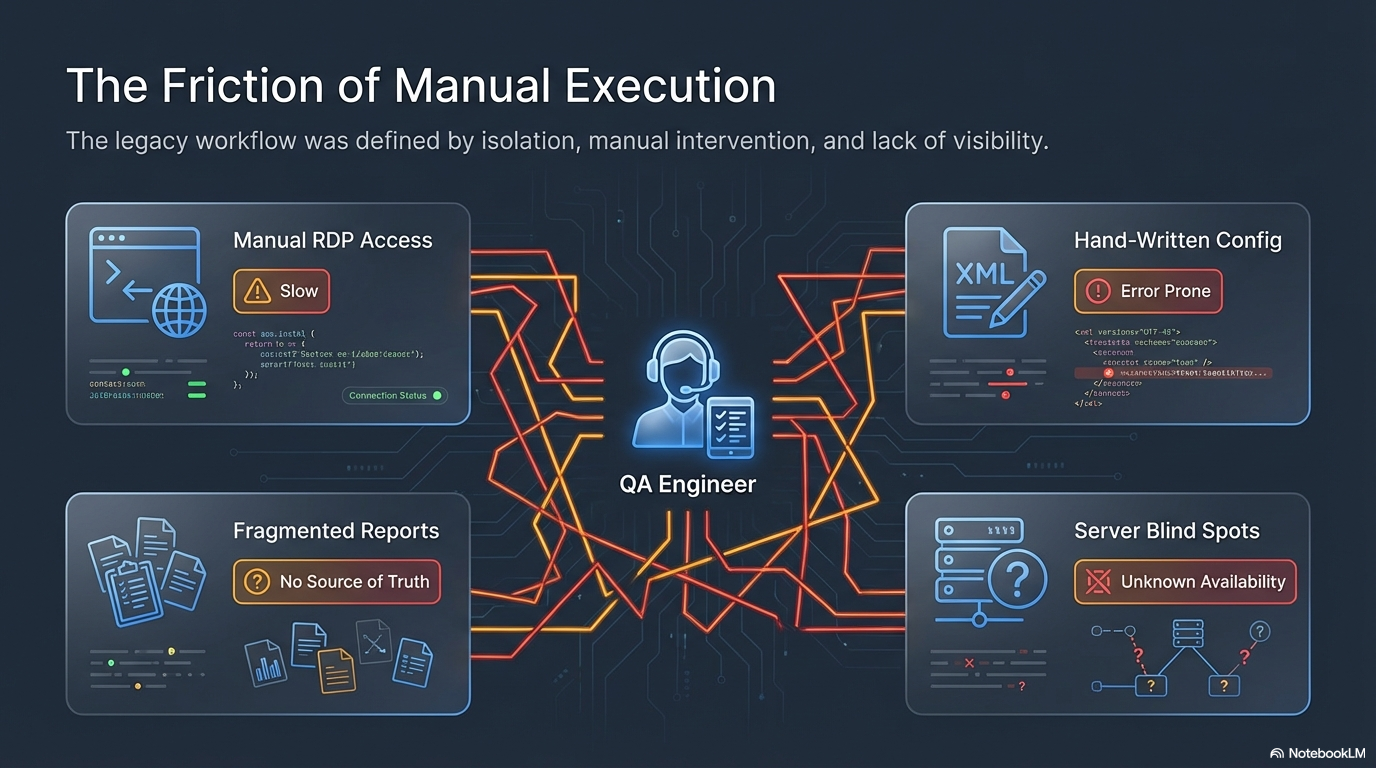 The Friction of Manual Execution
The legacy workflow was defined by isolation, manual intervention, and lack of visibility.
Manual RDP Access
Slow
Connection Status
Hand-Written Config
XML
Error Prone
QA Engineer
Fragmented Reports
No Source of Truth
Server Blind Spots
?
Unknown Availability
?
?
?
?
?
?
NotebookLM